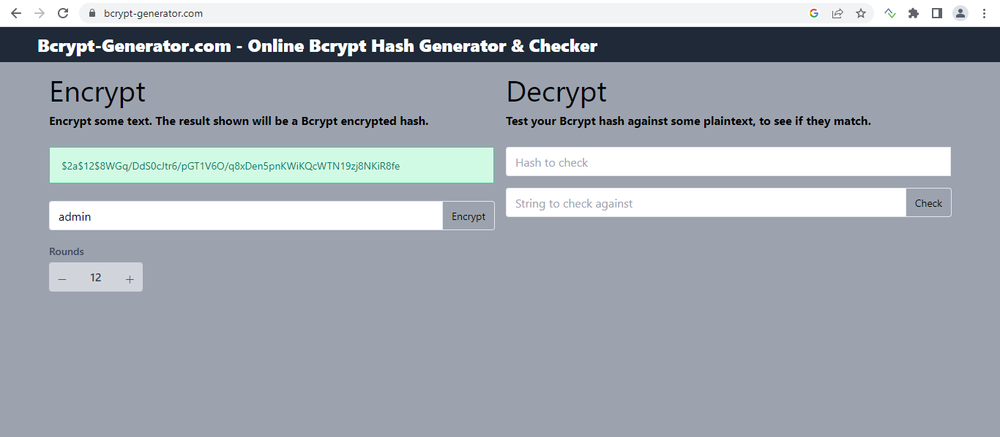 bcrypt-generator.com
Bcrypt-Generator.com - Online Bcrypt Hash Generator & Checker
Encrypt
Encrypt some text. The result shown will be a Bcrypt encrypted hash.
$2a$12$8WGq/DdS0cJtr6/pGT1V6O/q8xDen5pnKWiKQcWTN19zj8NKiR8fe
admin
Encrypt
Rounds
– 12 +
Decrypt
Test your Bcrypt hash against some plaintext, to see if they match.
Hash to check
String to check against
Check